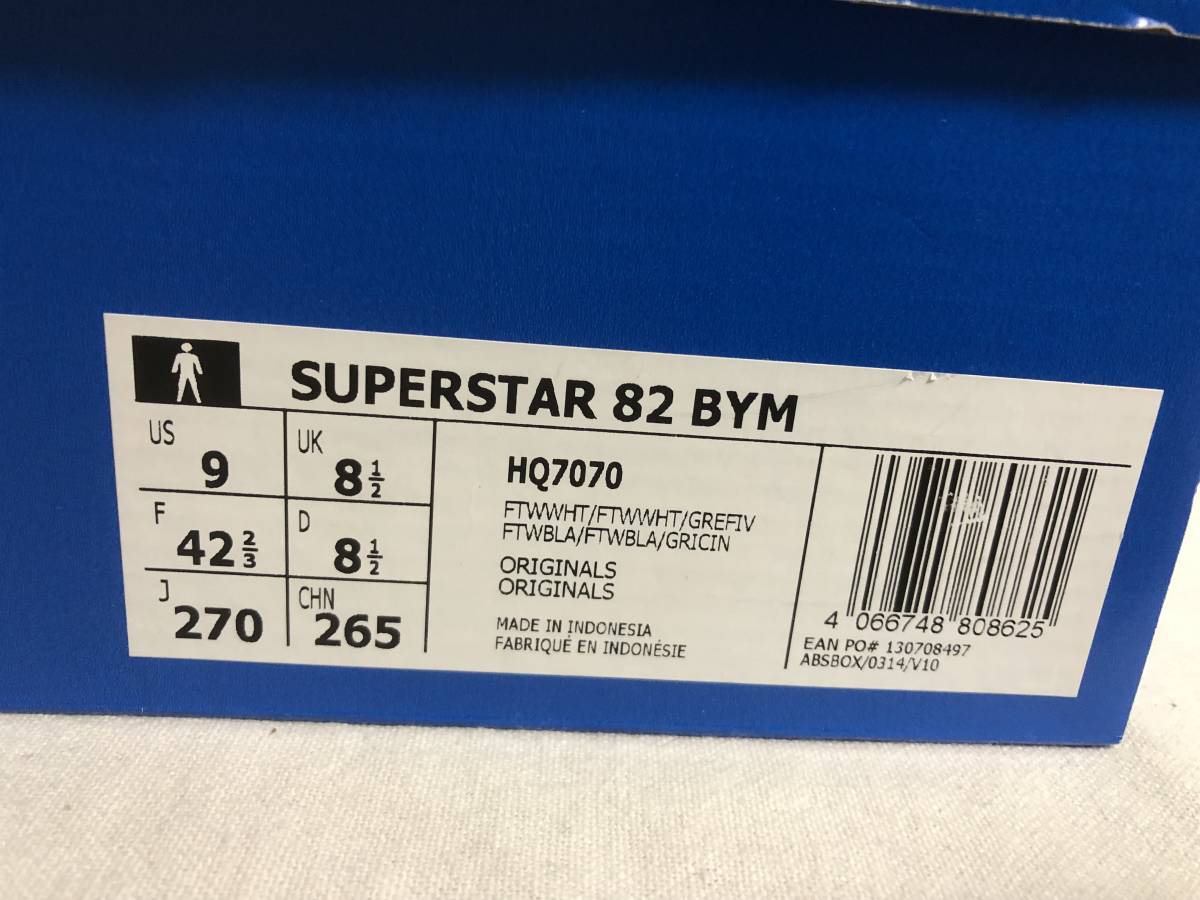 SUPERSTAR 82 BYM
US
9
UK
8 1/2
F
42 2/3
D
8 1/2
J
270
CHN
265
HQ7070
FTWWHT/FTWWHT/GREFIV
FTWBLA/FTWBLA/GRICIN
ORIGINALS
ORIGINALS
MADE IN INDONESIA
FABRIQUÉ EN INDONÉSIE
4 066748 808625
EAN PO# 130708497
ABSBOX/0314/V10